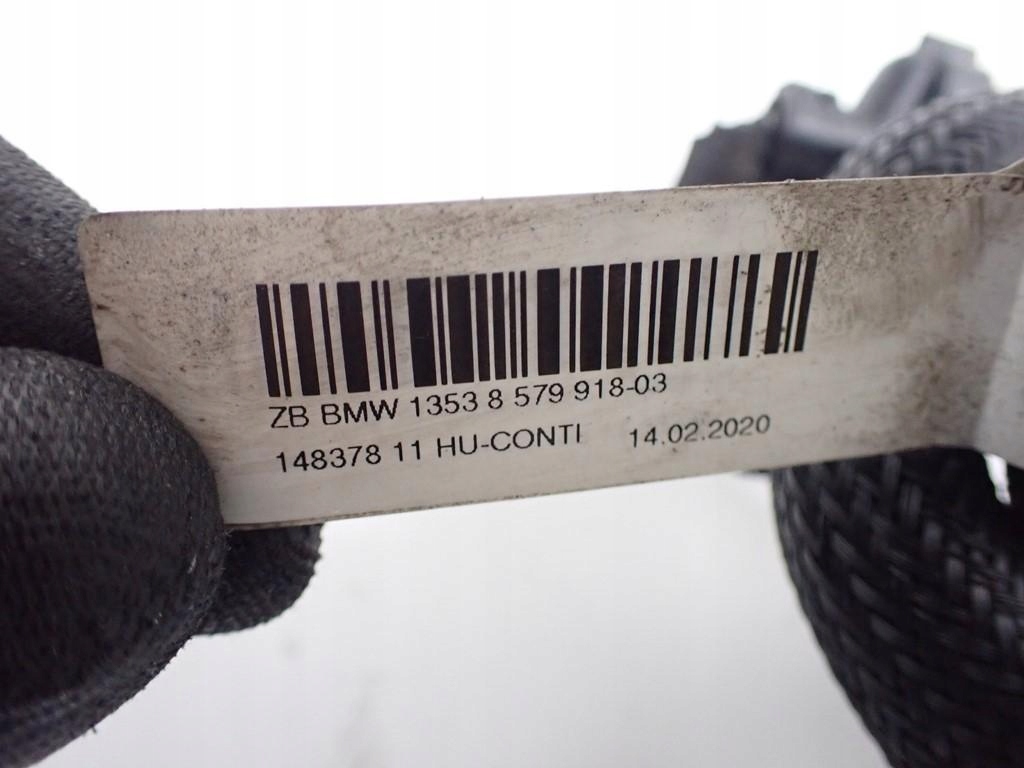 ZB BMW 1353 8 579 918-03
148378 11 HU-CONTI 14.02.2020